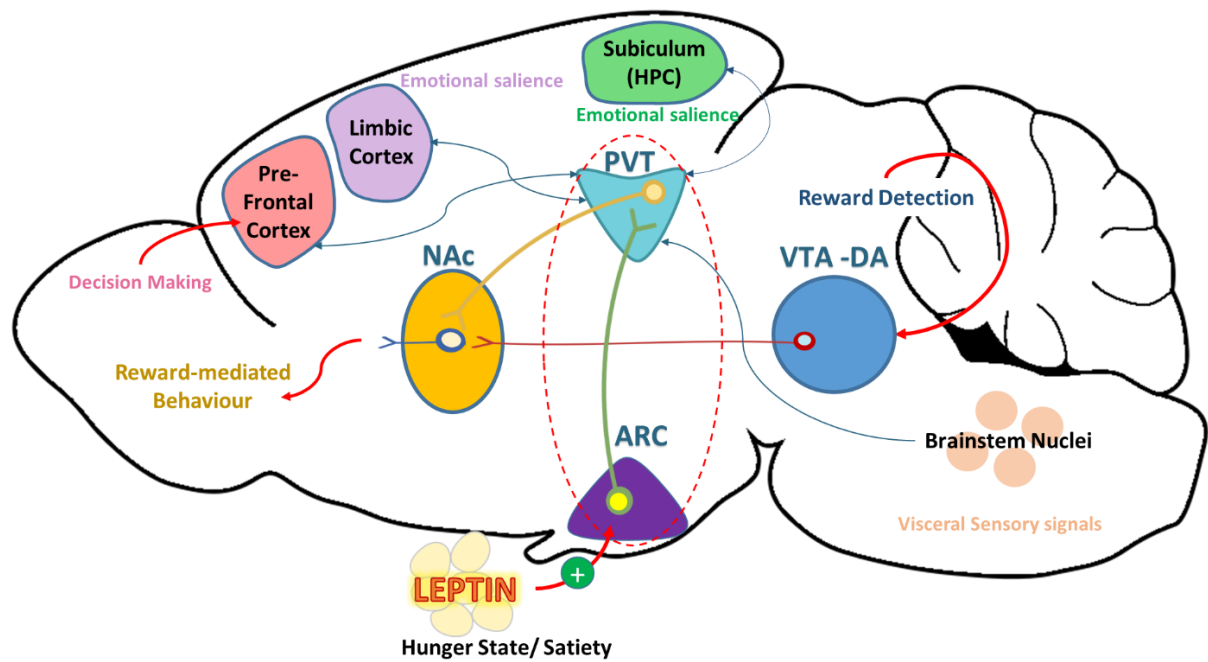 Subiculum
(HPC)
Emotional salience
Emotional salience
Limbic
Cortex
PVT
Pre-
Frontal
Cortex
Reward Detection
NAc
VTA -DA
Decision Making
Reward-mediated
Behaviour
ARC
Brainstem Nuclei
Visceral Sensory signals
LEPTIN
+
Hunger State/ Satiety